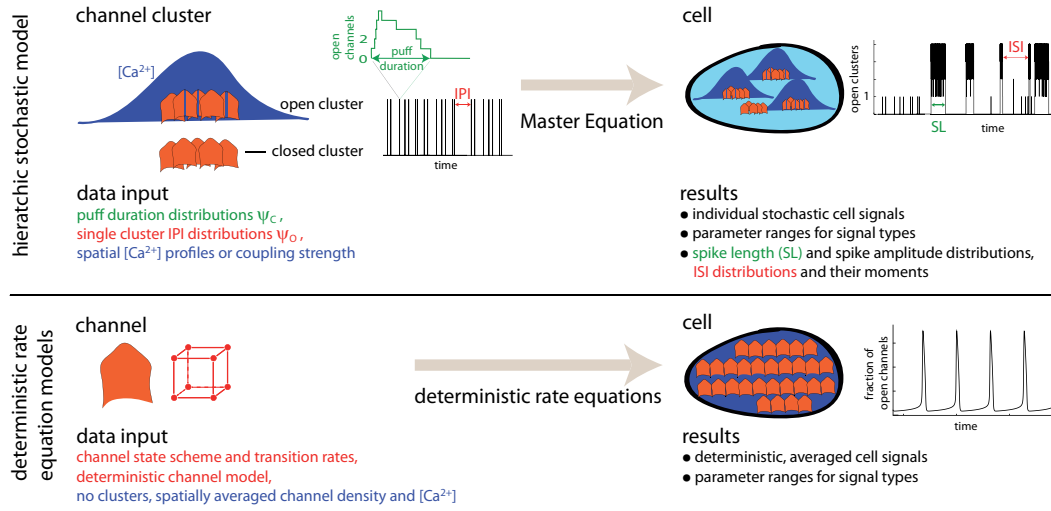 hieratchic stochastic model
channel cluster
[Ca²⁺]
open channels
2
0
puff duration
IPI
open cluster
closed cluster
time
Master Equation
cell
open clusters
1
ISI
SL
time
data input
puff duration distributions ψC ,
single cluster IPI distributions ψO ,
spatial [Ca²⁺] profiles or coupling strength
results
● individual stochastic cell signals
● parameter ranges for signal types
● spike length (SL) and spike amplitude distributions,
ISI distributions and their moments
deterministic rate
equation models
channel
deterministic rate equations
cell
fraction of
open channels
time
data input
channel state scheme and transition rates,
deterministic channel model,
no clusters, spatially averaged channel density and [Ca²⁺]
results
● deterministic, averaged cell signals
● parameter ranges for signal types